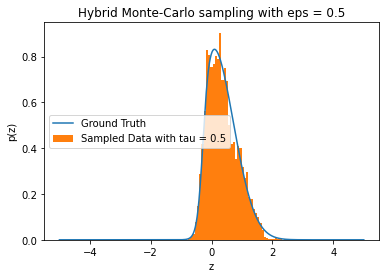 Hybrid Monte-Carlo sampling with eps = 0.5
p(z)
0.8
0.6
0.4
0.2
0.0
Ground Truth
Sampled Data with tau = 0.5
−4
−2
0
2
4
z